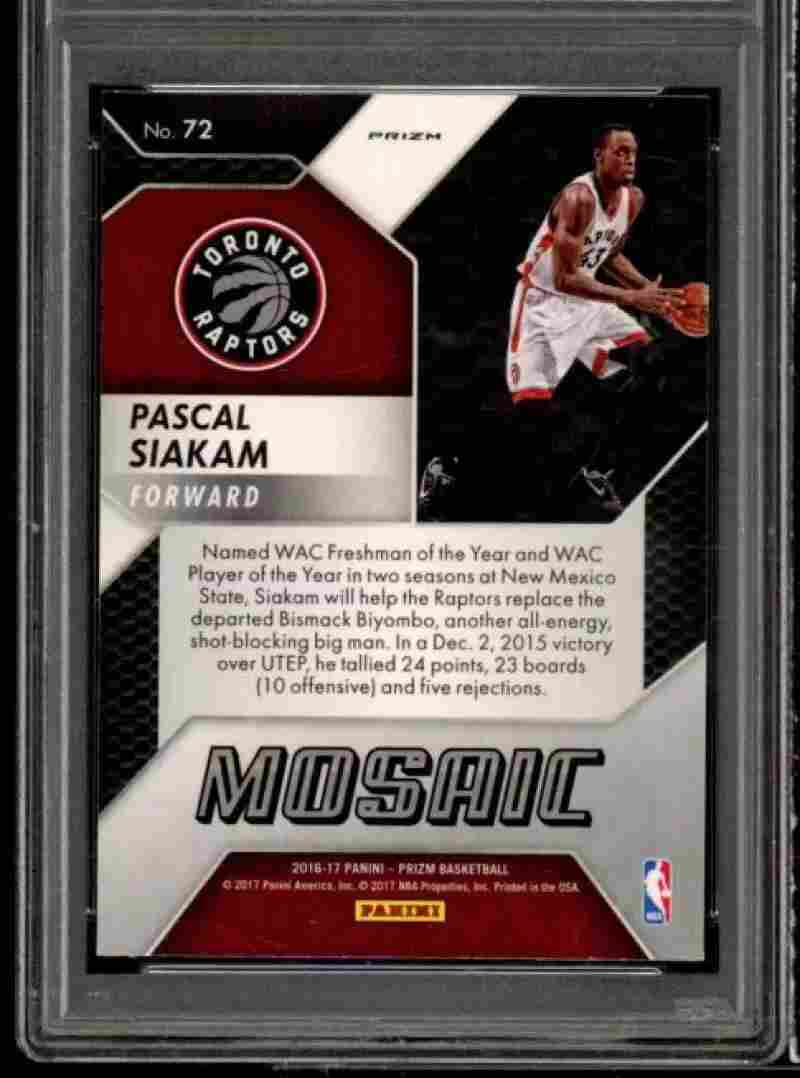 No. 72
PRIZM
TORONTO
RAPTORS
43
PASCAL
SIAKAM
FORWARD
Named WAC Freshman of the Year and WAC
Player of the Year in two seasons at New Mexico
State, Siakam will help the Raptors replace the
departed Bismack Biyombo, another all-energy,
shot-blocking big man. In a Dec. 2, 2015 victory
over UTEP, he tallied 24 points, 23 boards
(10 offensive) and five rejections.
MOSAIC
2016-17 PANINI - PRIZM BASKETBALL
© 2017 Panini America, Inc. © 2017 NBA Properties, Inc. Printed in the USA.
PANINI
NBA